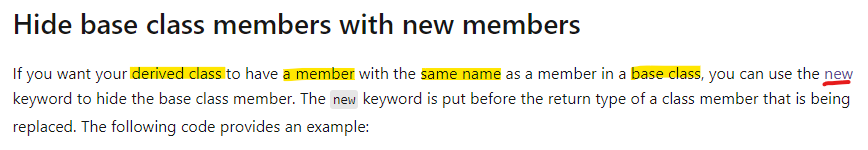 Hide base class members with new members
If you want your derived class to have a member with the same name as a member in a base class, you can use the new
keyword to hide the base class member. The new keyword is put before the return type of a class member that is being
replaced. The following code provides an example: